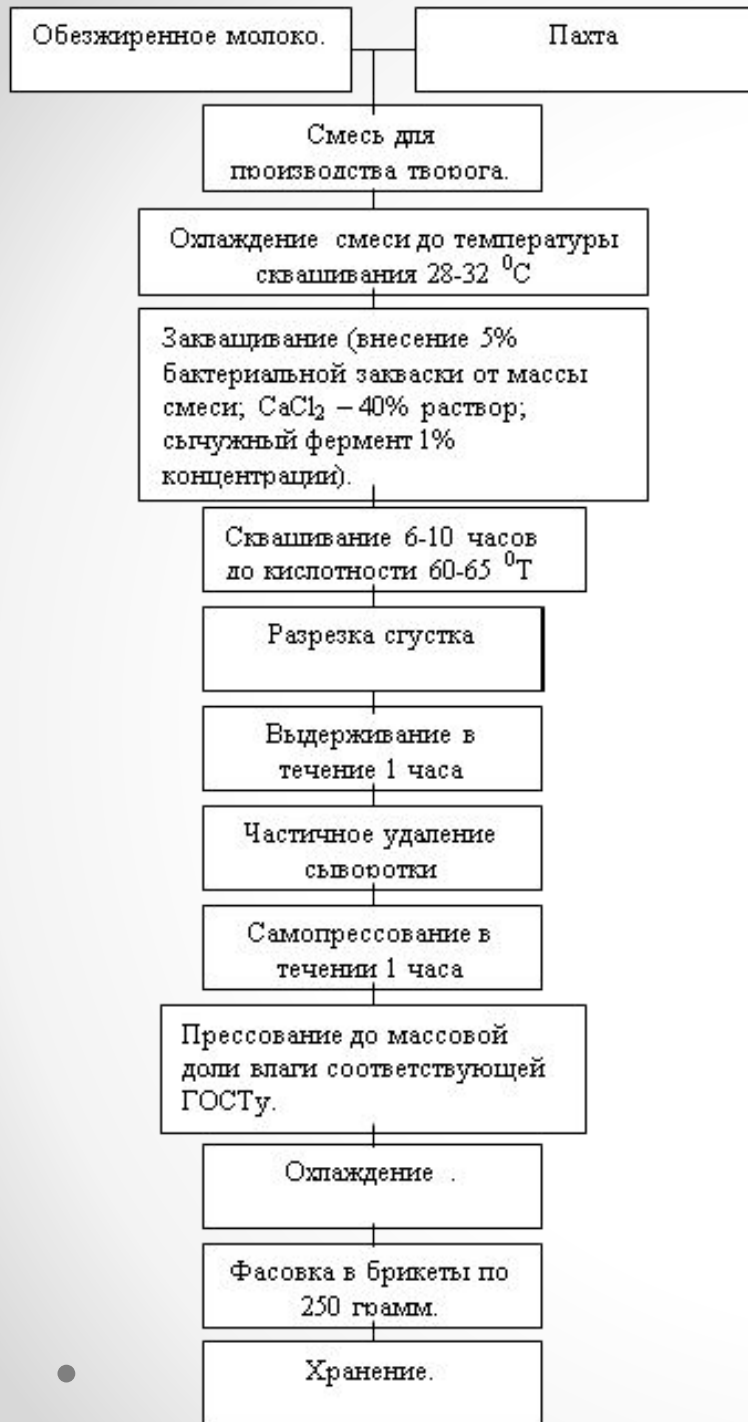 Обезжиренное молоко.
Пахта
Смесь для
производства творога.
Охлаждение смеси до температуры
сквашивания 28-32 ⁰С
Закващивание (внесение 5%
бактериальной закваски от массы
смеси; CaCl₂ – 40% раствор;
сычужный фермент 1%
концентрации).
Сквашивание 6-10 часов
до кислотности 60-65 ⁰Т
Разрезка сгустка
Выдерживание в
течение 1 часа
Частичное удаление
сыворотки
Самопрессование в
течении 1 часа
Прессование до массовой
доли влаги соответствующей
ГОСТу.
Охлаждение .
Фасовка в брикеты по
250 грамм.
Хранение.